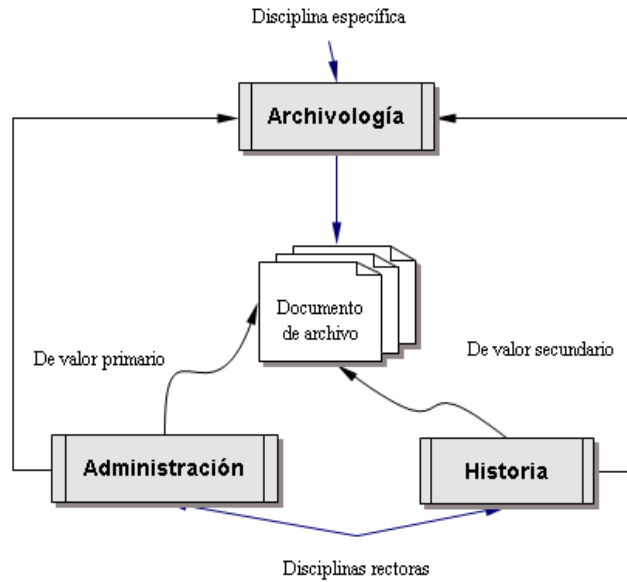 Disciplina específica
Archivología
Documento
de archivo
De valor primario
De valor secundario
Administración
Historia
Disciplinas rectoras